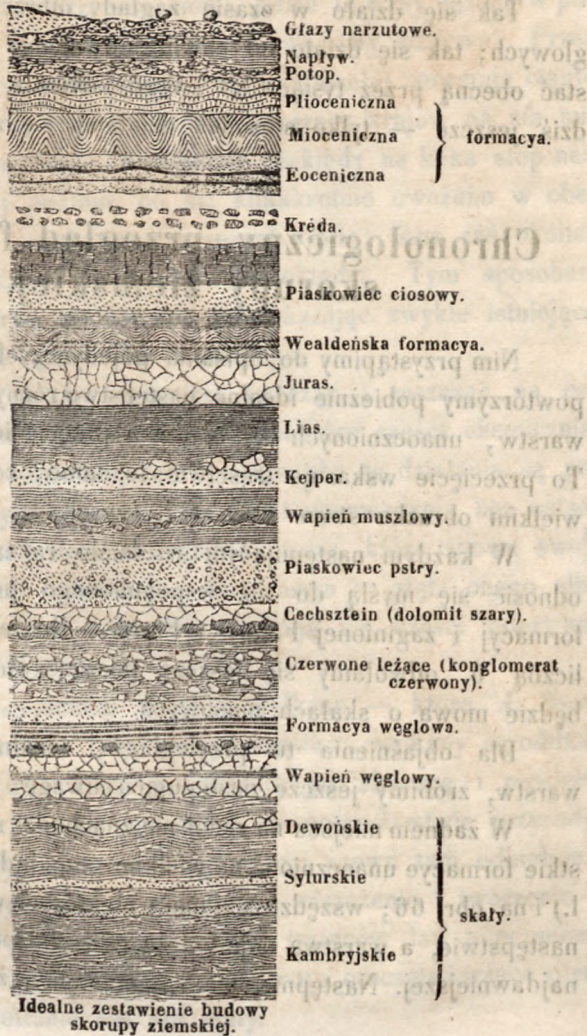 Głazy narzutowe.
Napływ.
Potop.
Plioceniczna
Mioceniczna
formacya.
Eoceniczna
Kréda.
Piaskowiec ciosowy.
Wealdeńska formacya.
Juras.
Lias.
Kejper.
Wapień muszlowy.
Piaskowiec pstry.
Cechsztein (dolomit szary).
Czerwone leżące (konglomerat
czerwony).
Formacya węglowa.
Wapień węglowy.
Dewońskie
Sylurskie
skały.
Kambryjskie
Idealne zestawienie budowy
skorupy ziemskiej.